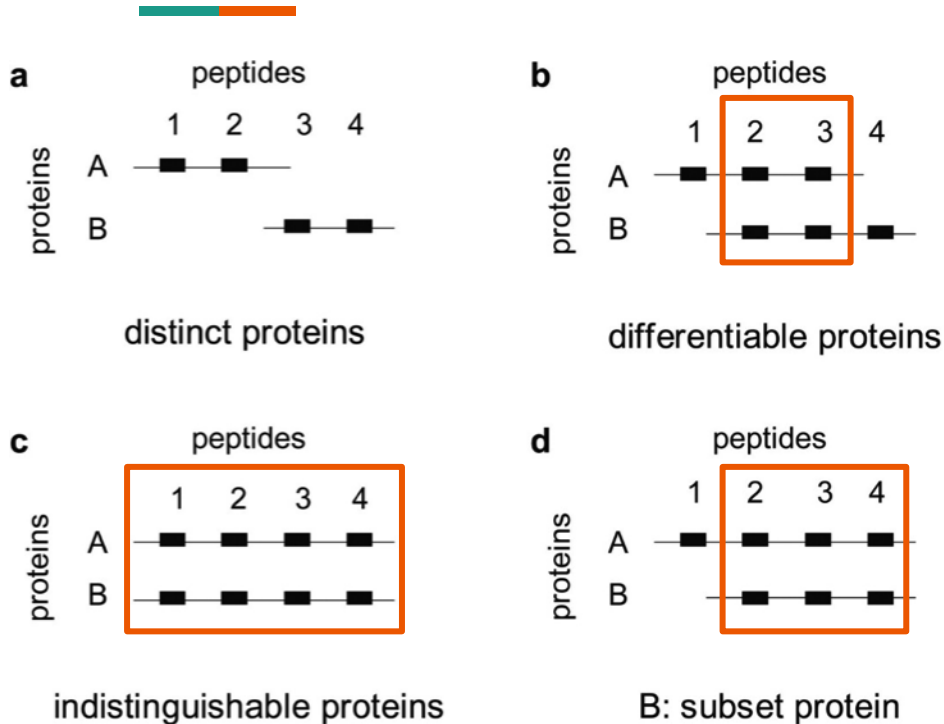 a
peptides
1 2 3 4
proteins
A
B
distinct proteins
b
peptides
1 2 3 4
proteins
A
B
differentiable proteins
c
peptides
1 2 3 4
proteins
A
B
indistinguishable proteins
d
peptides
1 2 3 4
proteins
A
B
B: subset protein